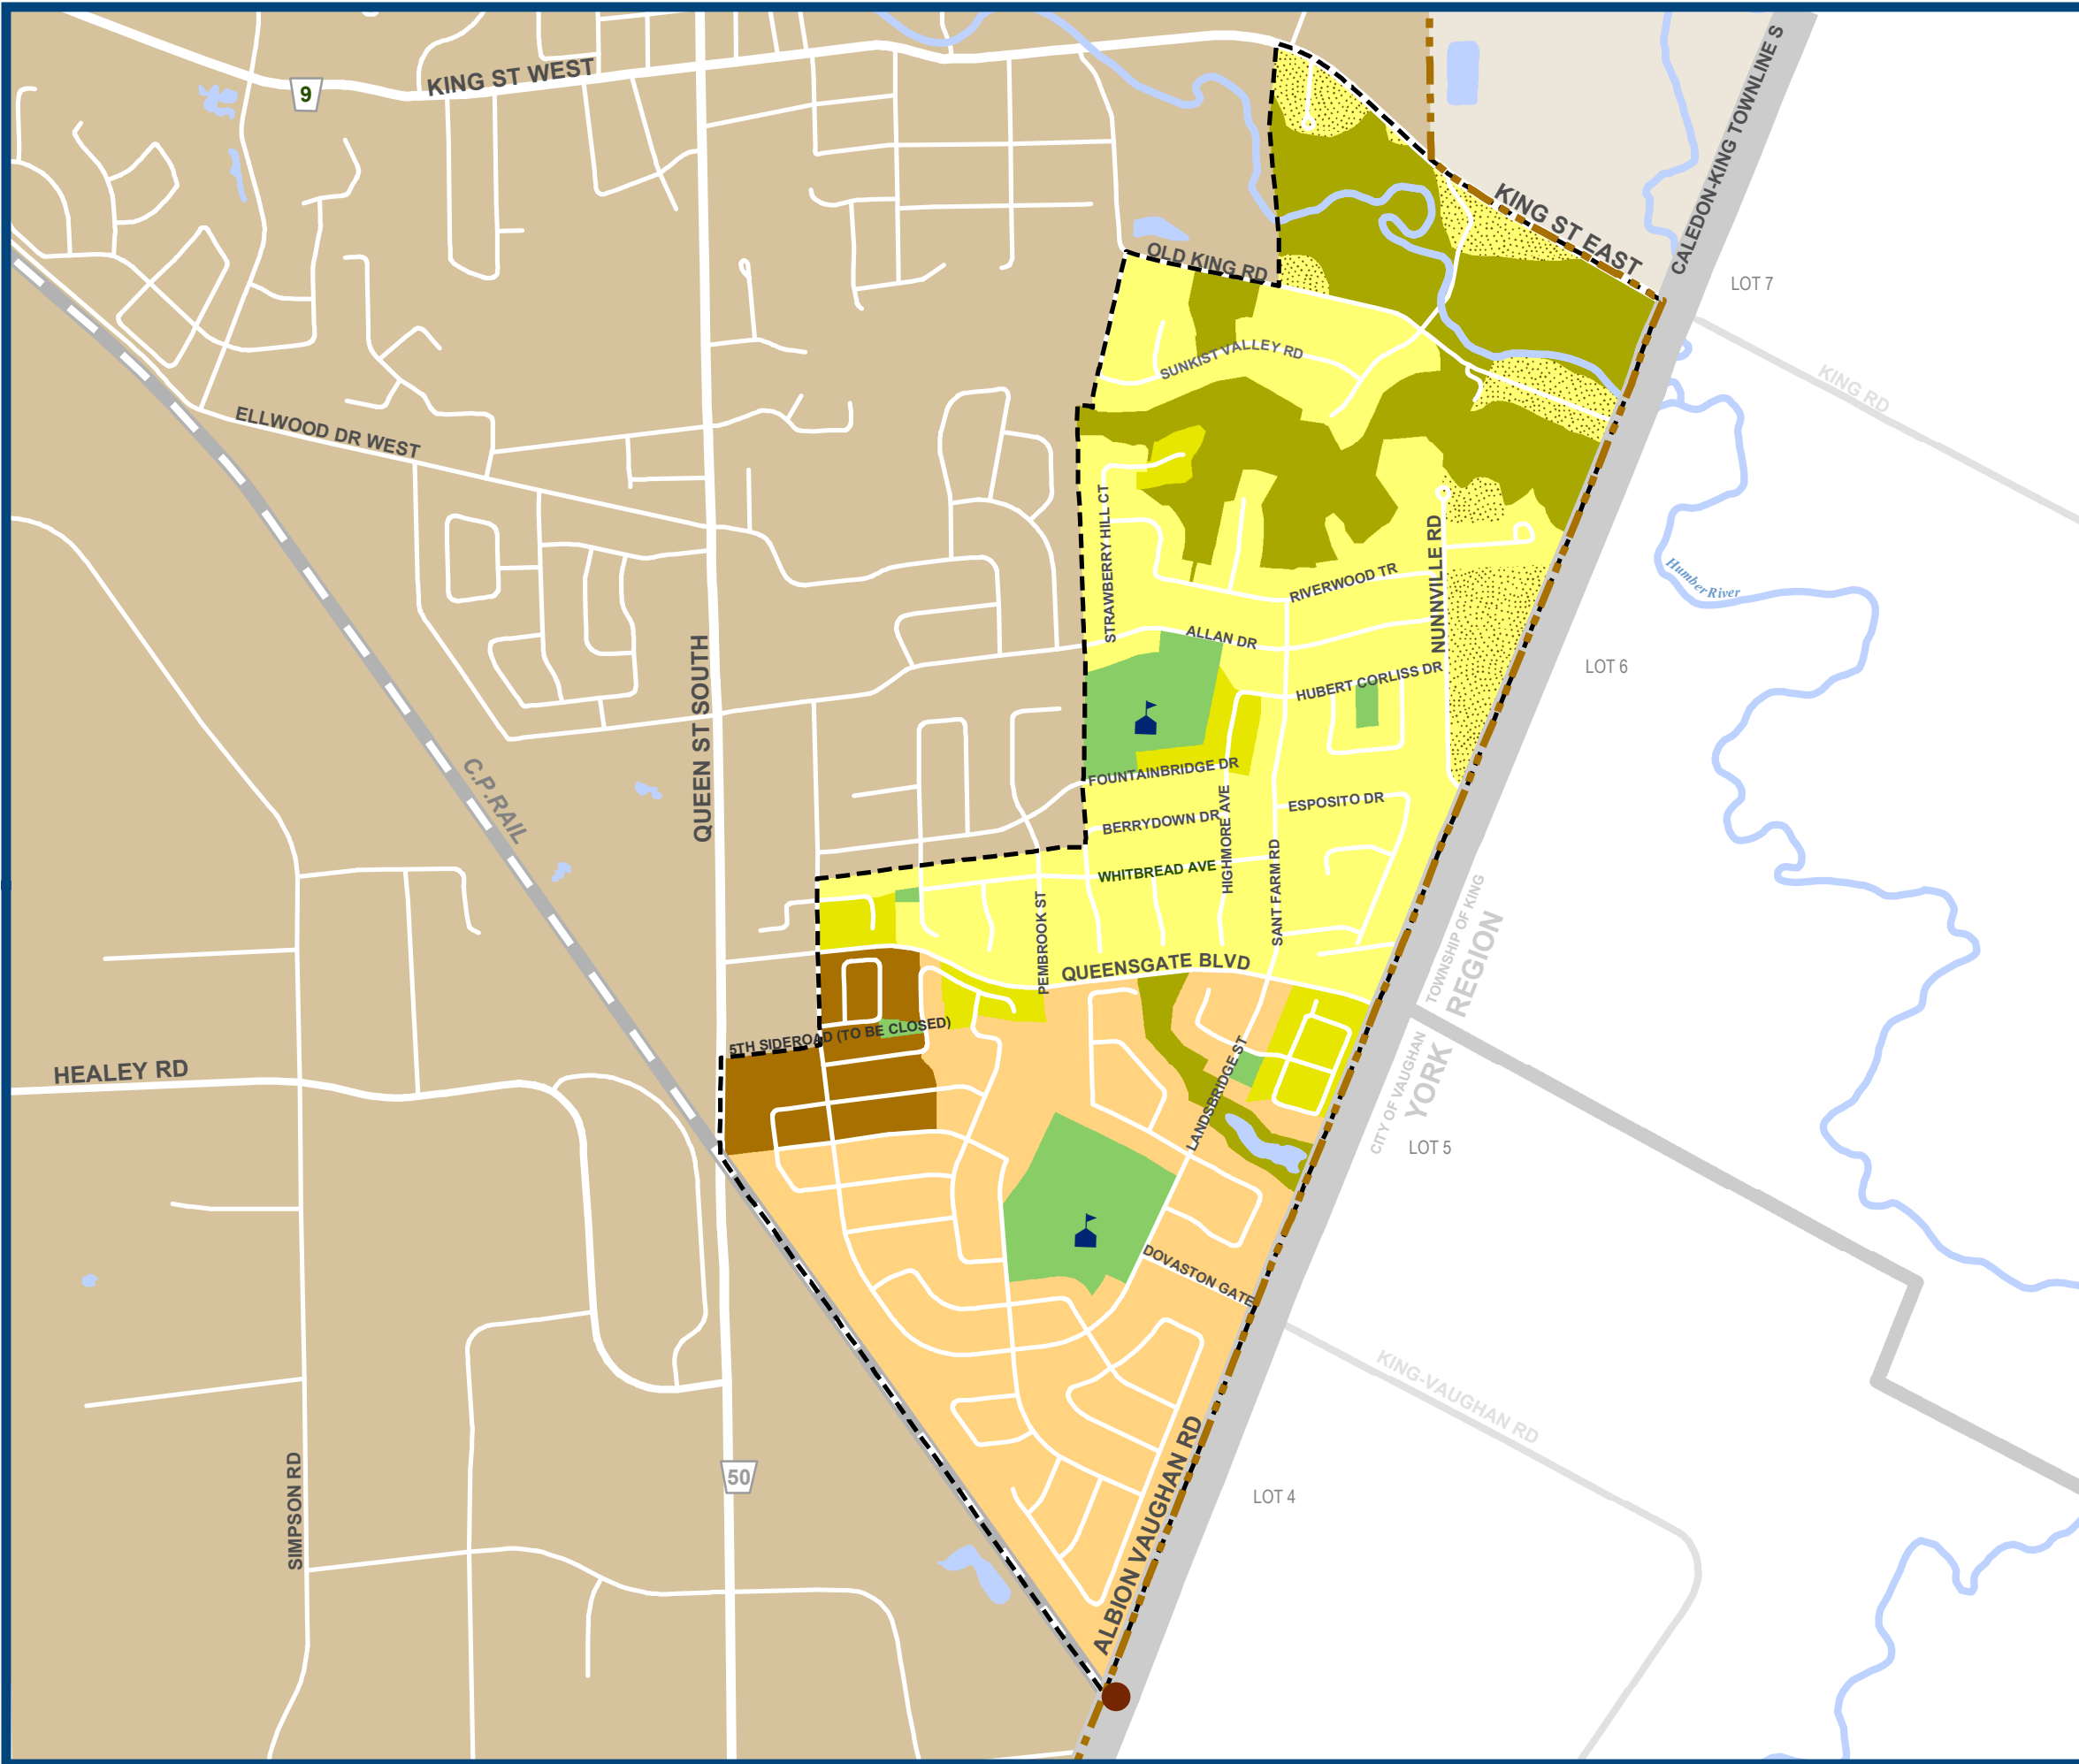 KING ST WEST
9
CALEDON-KING TOWNLINE S
KING ST EAST
OLD KING RD
LOT 7
SUNKIST VALLEY RD
KING RD
ELLWOOD DR WEST
STRAWBERRY HILL CT
NUNNVILLE RD
RIVERWOOD TR
Humber River
ALLAN DR
LOT 6
HUBERT CORLISS DR
QUEEN ST SOUTH
C.P.RAIL
FOUNTAINBRIDGE DR
HIGHMORE AVE
ESPOSITO DR
BERRYDOWN DR
WHITBREAD AVE
SANT FARM RD
PEMBROOK ST
TOWNSHIP OF KING
REGION
QUEENSGATE BLVD
5TH SIDEROAD (TO BE CLOSED)
HEALEY RD
CITY OF VAUGHAN
YORK
LANDSBRIDGE ST
LOT 5
DOVASTON GATE
KING-VAUGHAN RD
SIMPSON RD
50
ALBION VAUGHAN RD
LOT 4